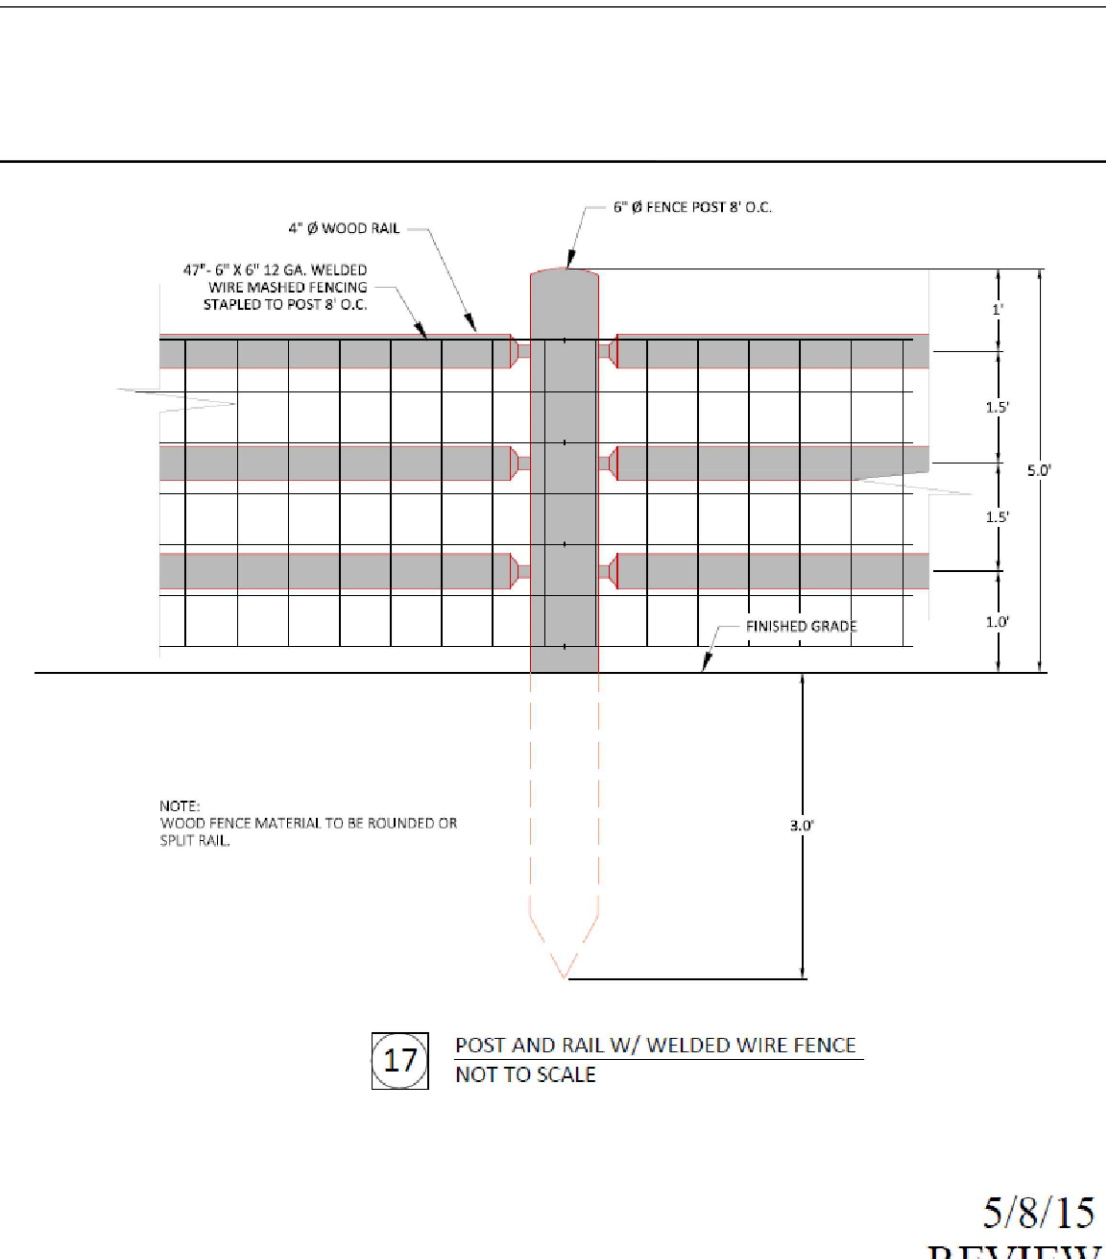 6" Ø FENCE POST 8' O.C.
4" Ø WOOD RAIL
47"- 6" X 6" 12 GA. WELDED
WIRE MASHED FENCING
STAPLED TO POST 8' O.C.
1'
1.5'
5.0'
1.5'
1.0'
FINISHED GRADE
3.0'
NOTE:
WOOD FENCE MATERIAL TO BE ROUNDED OR
SPLIT RAIL.
17
POST AND RAIL W/ WELDED WIRE FENCE
NOT TO SCALE
5/8/15
REVIEW